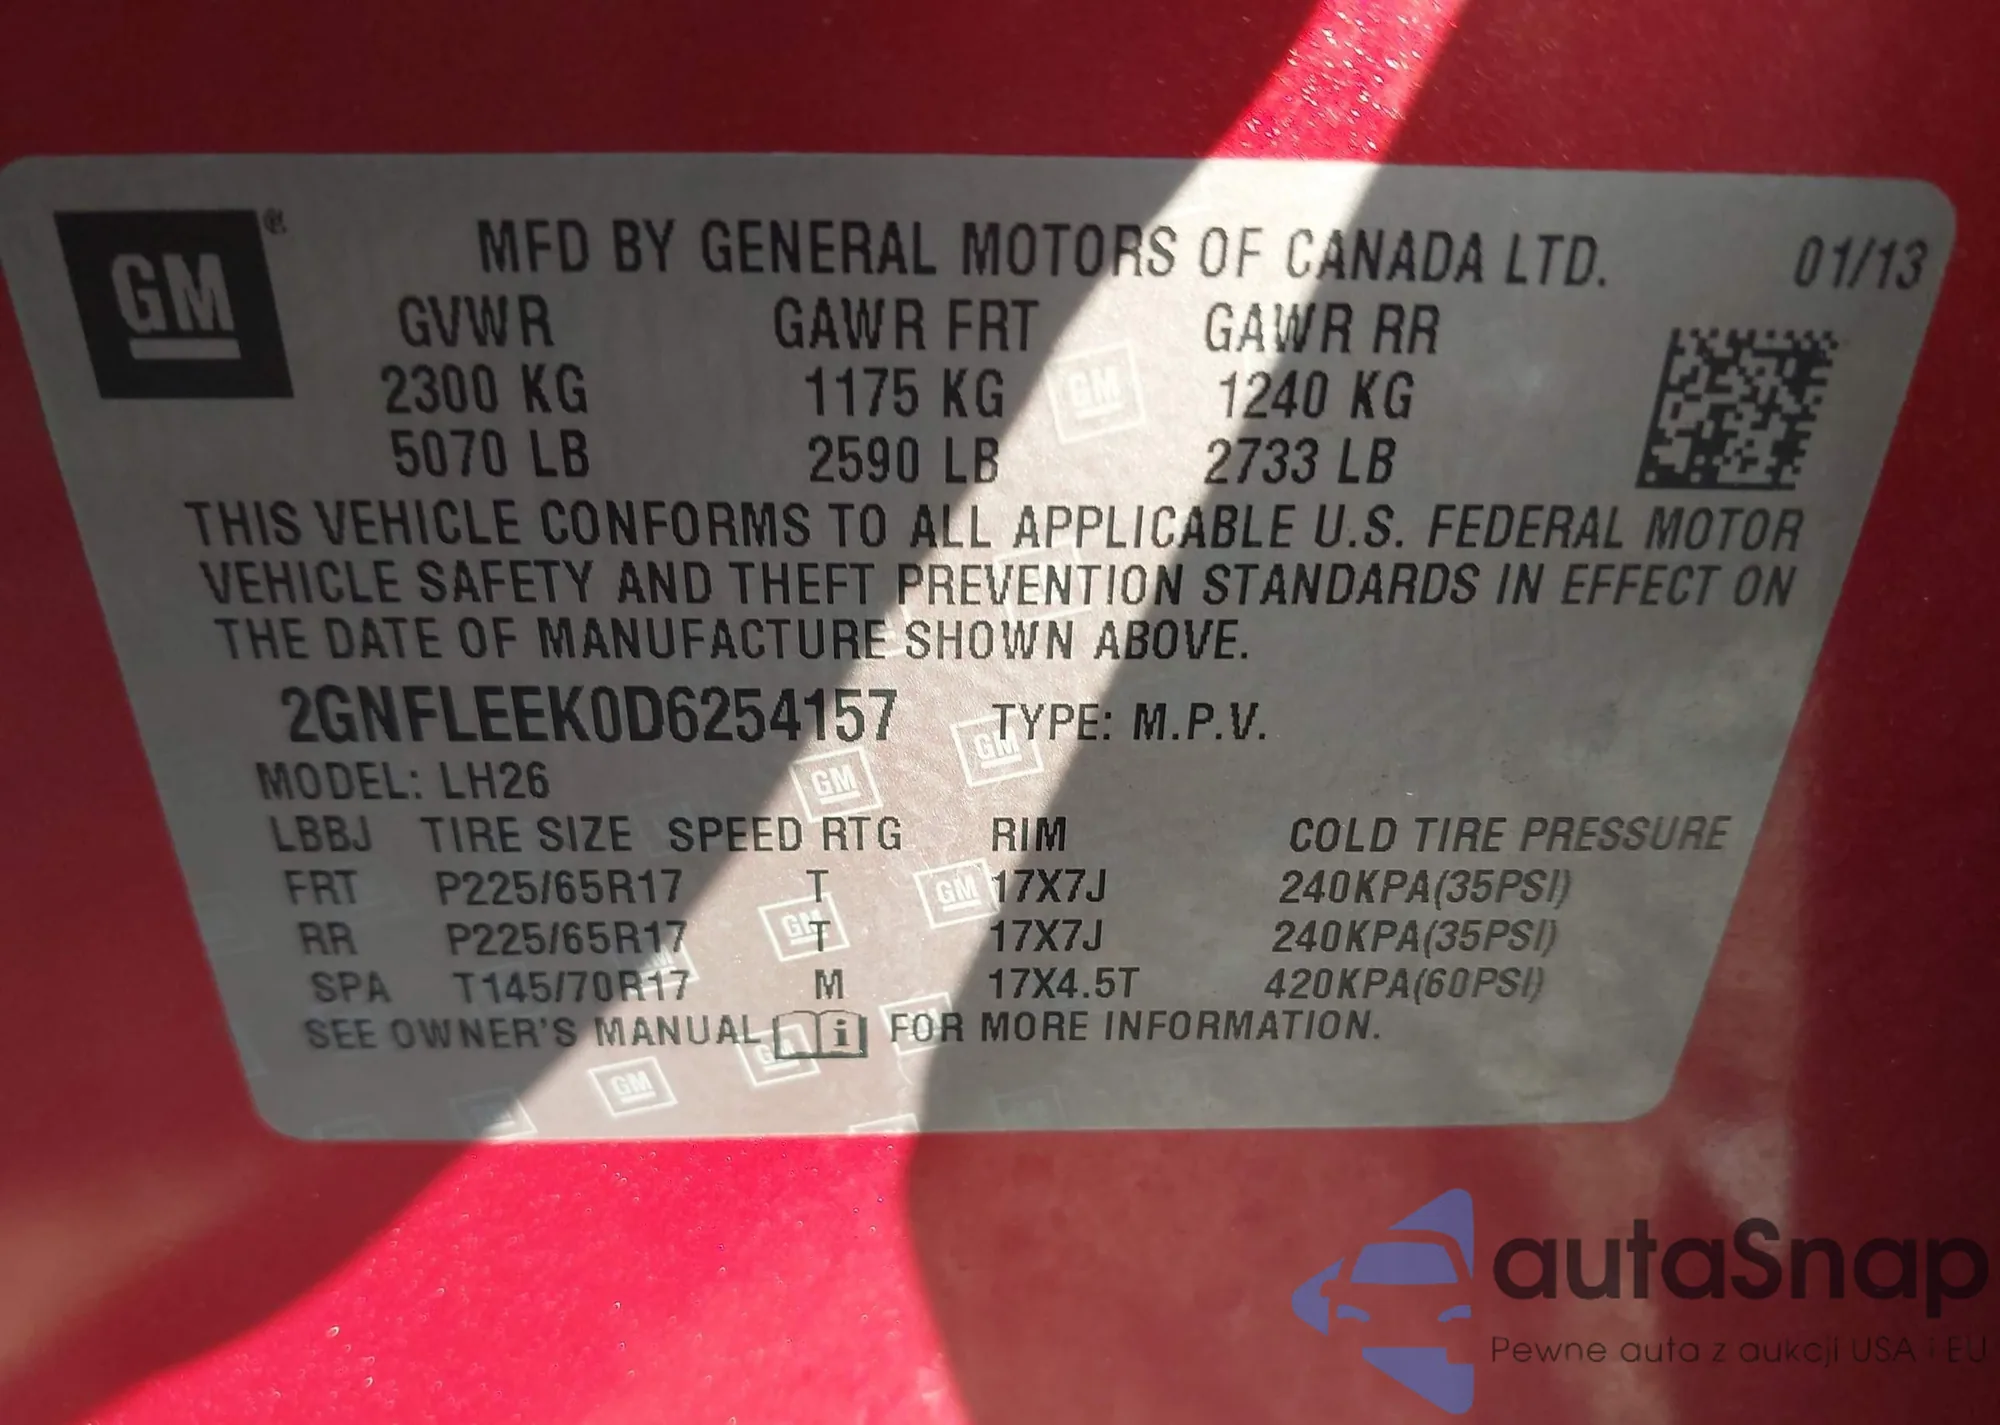 GM®
MFD BY GENERAL MOTORS OF CANADA LTD. 01/13
GVWR GAWR FRT GAWR RR
2300 KG 1175 KG 1240 KG
5070 LB 2590 LB 2733 LB
THIS VEHICLE CONFORMS TO ALL APPLICABLE U.S. FEDERAL MOTOR
VEHICLE SAFETY AND THEFT PREVENTION STANDARDS IN EFFECT ON
THE DATE OF MANUFACTURE SHOWN ABOVE.
2GNFLEEK0D6254157 TYPE: M.P.V.
MODEL: LH26
LBBJ TIRE SIZE SPEED RTG RIM COLD TIRE PRESSURE
FRT P225/65R17 T 17X7J 240KPA(35PSI)
RR P225/65R17 T 17X7J 240KPA(35PSI)
SPA T145/70R17 M 17X4.5T 420KPA(60PSI)
SEE OWNER'S MANUAL i FOR MORE INFORMATION.
autaSnap
Pewne auta z aukcji USA i EU